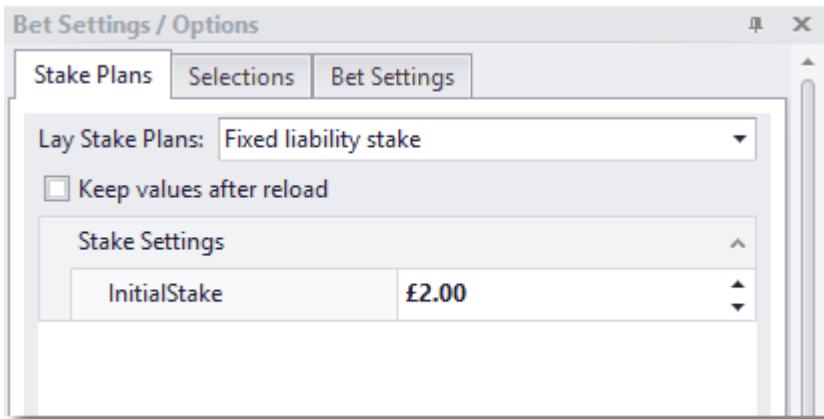 Bet Settings / Options
Stake Plans Selections Bet Settings
Lay Stake Plans: Fixed liability stake
Keep values after reload
Stake Settings
InitialStake £2.00